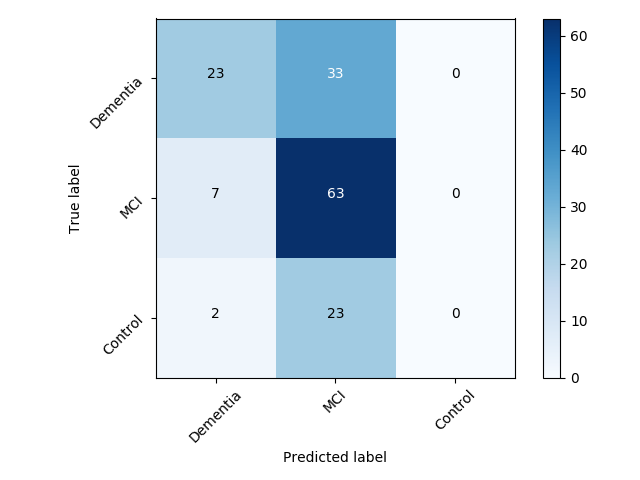 Dementia 23 33 0
MCI 7 63 0
Control 2 23 0
Dementia MCI Control
True label
Predicted label
60
50
40
30
20
10
0